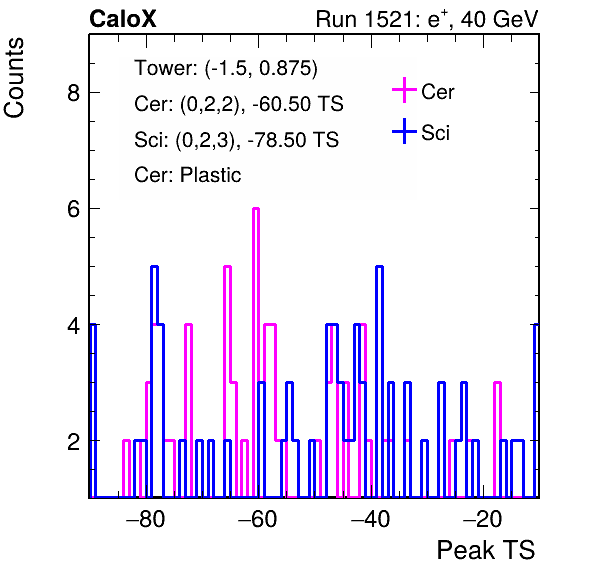 CaloX Run 1521: e⁺, 40 GeV
Counts
Tower: (-1.5, 0.875)
Cer: (0,2,2), -60.50 TS
Sci: (0,2,3), -78.50 TS
Cer: Plastic
Cer
Sci
8
6
4
2
−80 −60 −40 −20
Peak TS